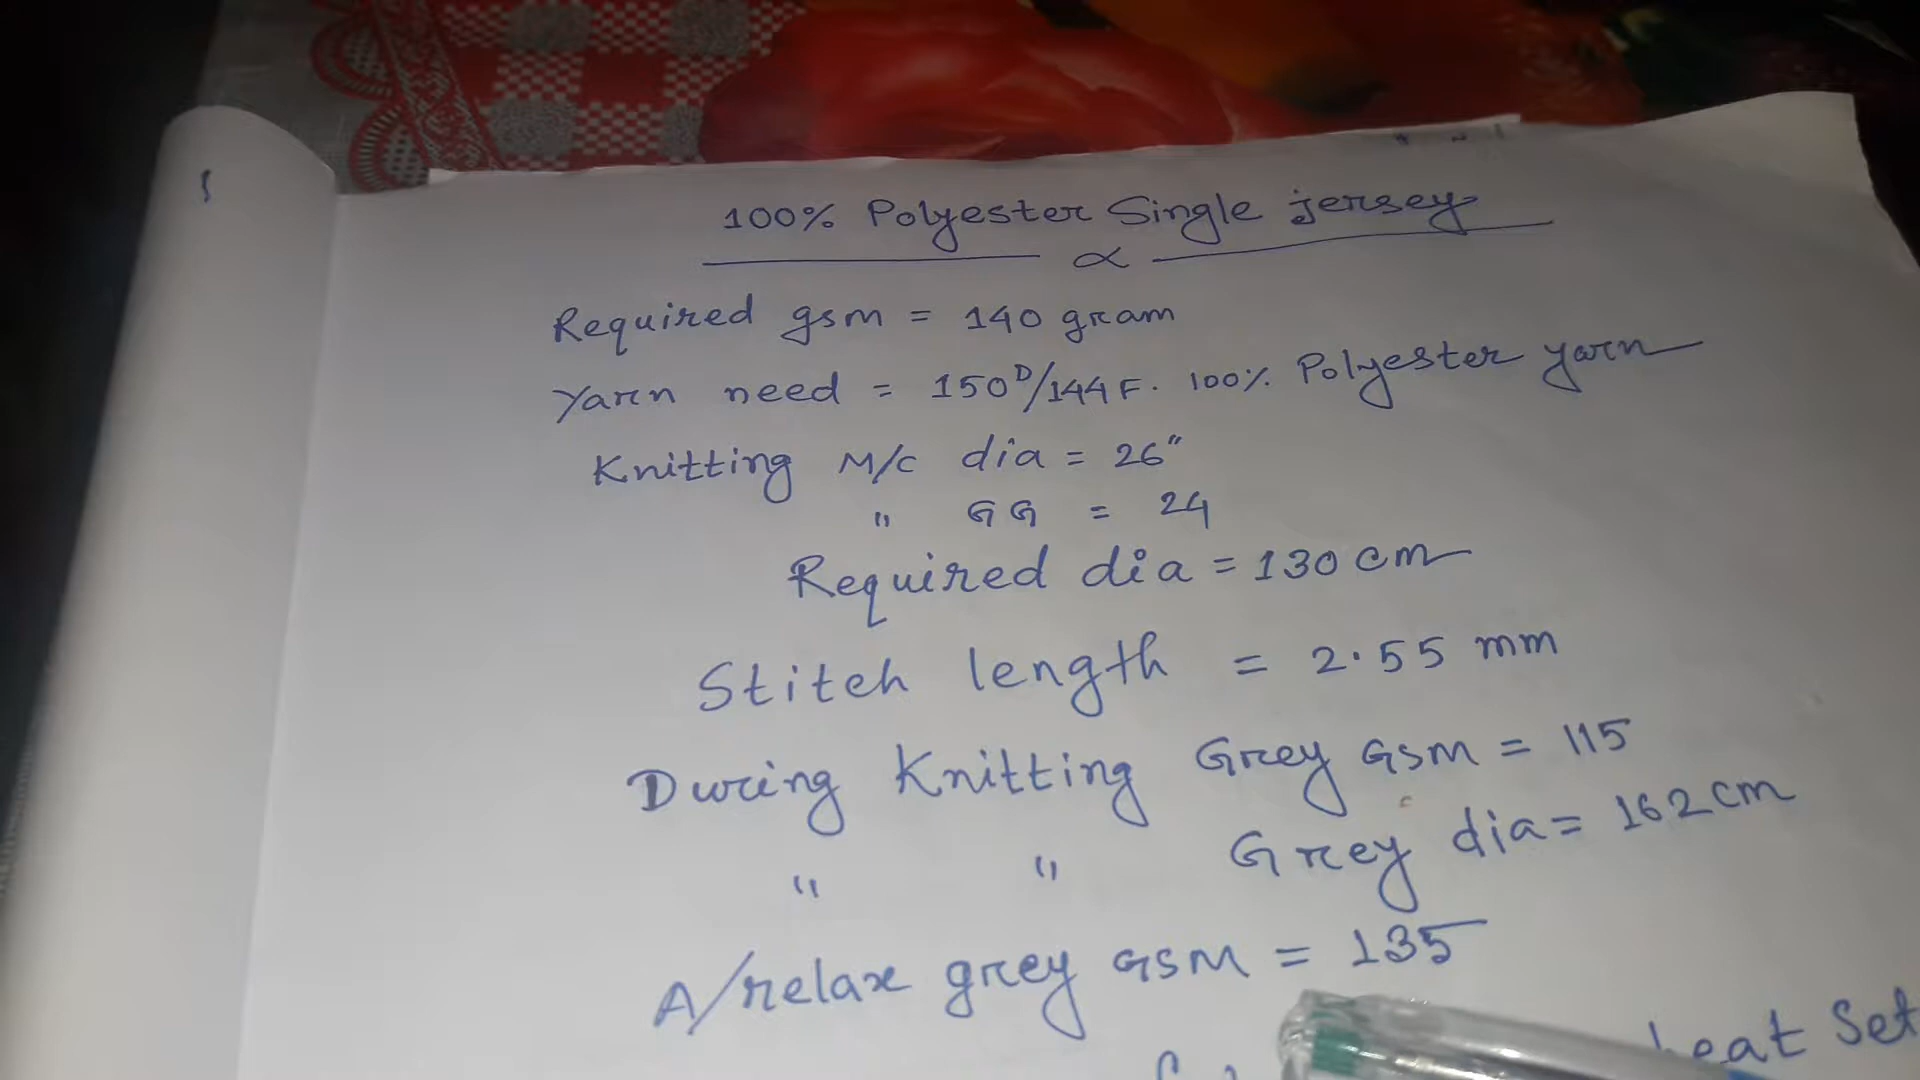 100% Polyester Single jersey
Required gsm = 140 gram
Yarn need = 150D/144F. 100% Polyester yarn
Knitting M/C dia = 26"
" GG = 24
Required dia = 130 cm
Stitch length = 2.55 mm
During Knitting Grey GSM = 115
" " Grey dia = 162 cm
A/relax grey GSM = 135
heat Set